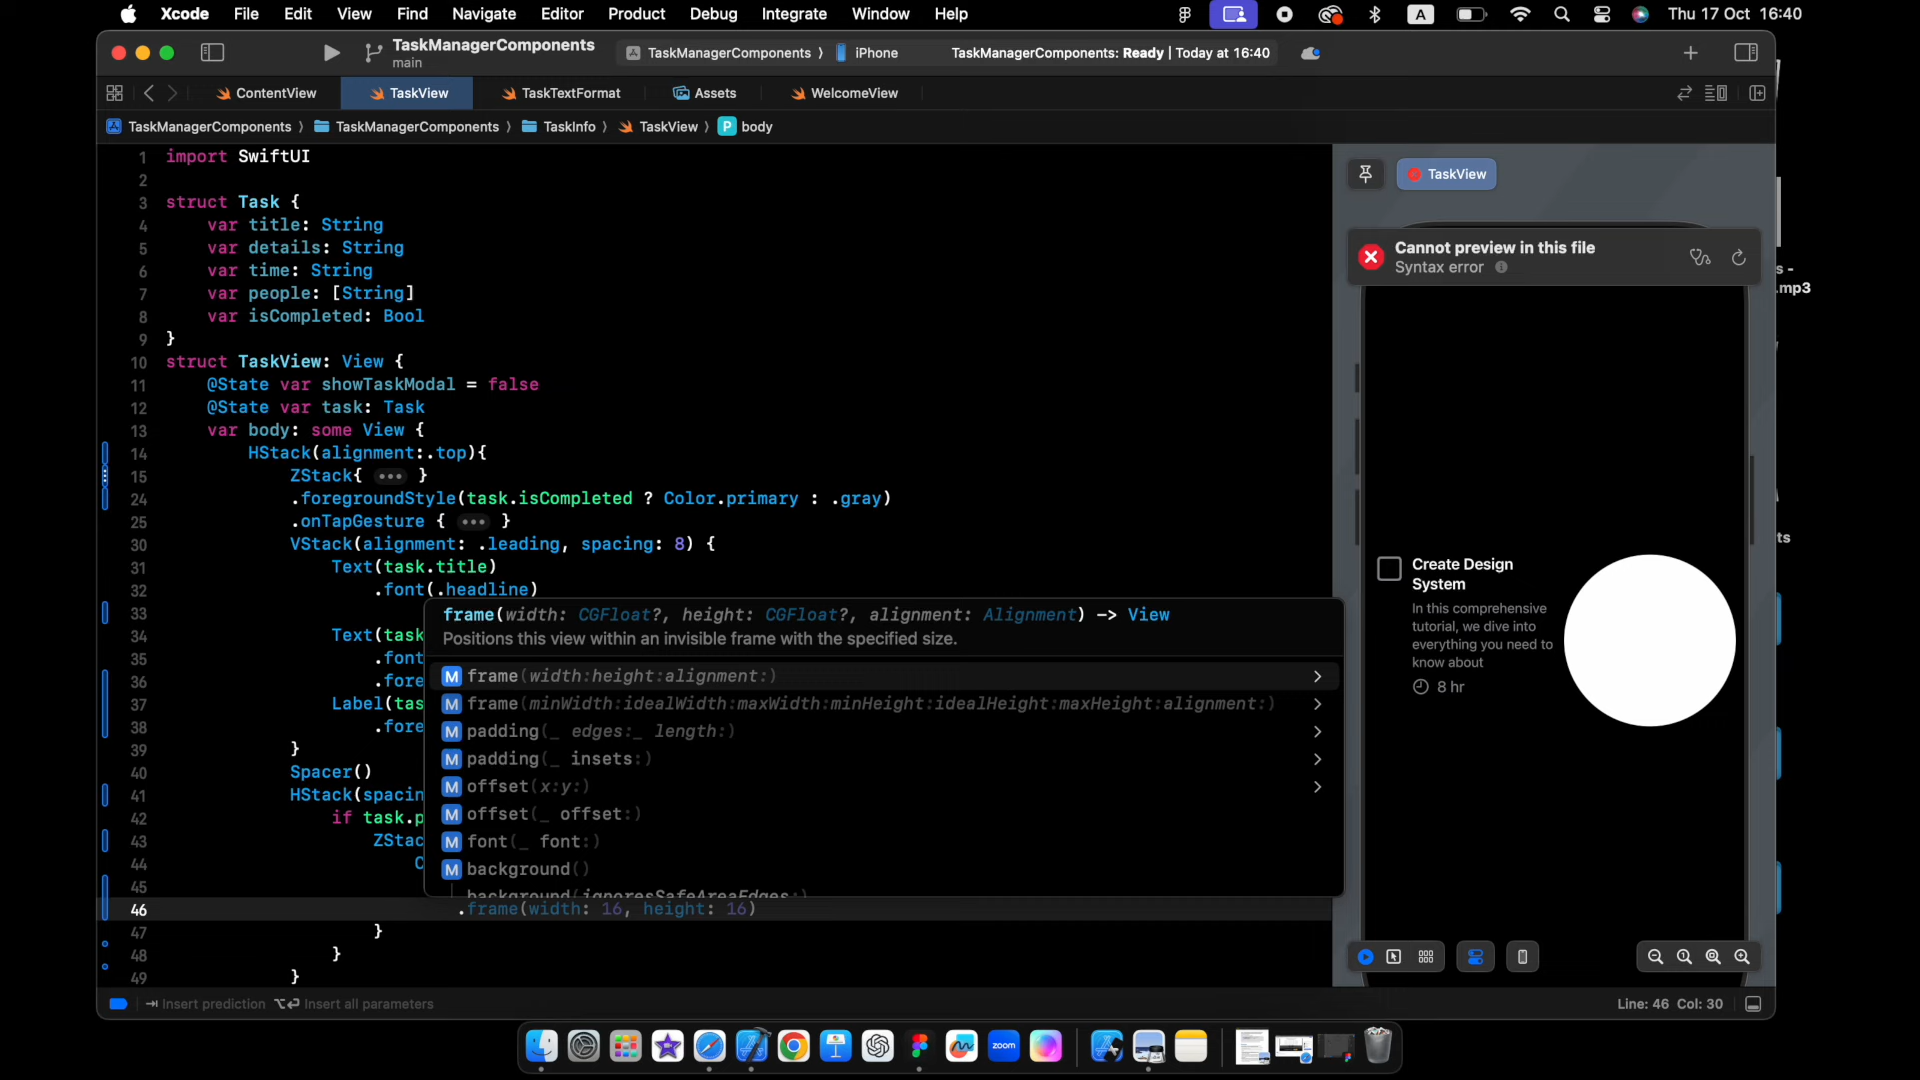 Xcode File Edit View Find Navigate Editor Product Debug Integrate Window Help A Thu 17 Oct 16:40
TaskManagerComponents
main
TaskManagerComponents 〉 iPhone
TaskManagerComponents: Ready | Today at 16:40
ContentView TaskView TaskTextFormat Assets WelcomeView
TaskManagerComponents 〉 TaskManagerComponents 〉 TaskInfo 〉 TaskView 〉 P body
1 import SwiftUI
2
3 struct Task {
4 var title: String
5 var details: String
6 var time: String
7 var people: [String]
8 var isCompleted: Bool
9 }
10 struct TaskView: View {
11 @State var showTaskModal = false
12 @State var task: Task
13 var body: some View {
14 HStack(alignment:.top){
15 ZStack{ ••• }
24 .foregroundStyle(task.isCompleted ? Color.primary : .gray)
25 .onTapGesture { ••• }
30 VStack(alignment: .leading, spacing: 8) {
31 Text(task.title)
32 .font(.headline)
33
34 Text(task
35 .font
36 .fore
37 Label(tas
38 .fore
39 }
40 Spacer()
41 HStack(spacin
42 if task.p
43 ZStac
44 C
45
46 .frame(width: 16, height: 16)
47 }
48 }
49 }
frame(width: CGFloat?, height: CGFloat?, alignment: Alignment) -> View
Positions this view within an invisible frame with the specified size.
M frame(width:height:alignment:)
M frame(minWidth:idealWidth:maxWidth:minHeight:idealHeight:maxHeight:alignment:)
M padding(_ edges:_ length:)
M padding(_ insets:)
M offset(x:y:)
M offset(_ offset:)
M font(_ font:)
M background()
background(ignoresSafeAreaEdges:)
TaskView
Cannot preview in this file
Syntax error
Create Design
System
In this comprehensive
tutorial, we dive into
everything you need to
know about
8 hr
s -
.mp3
ts
Insert prediction Insert all parameters
Line: 46 Col: 30
zoom